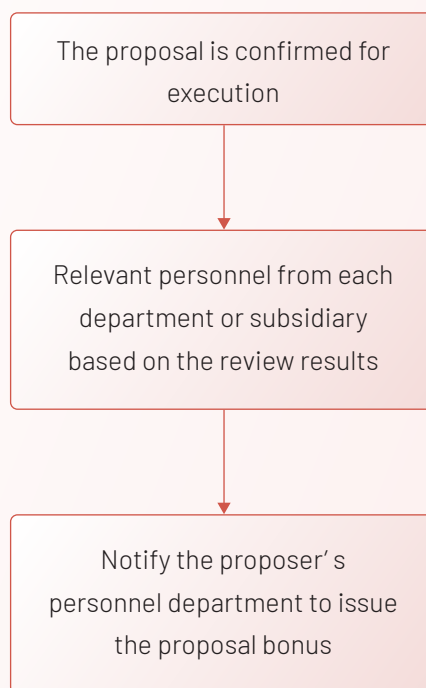 The proposal is confirmed for
execution
Relevant personnel from each
department or subsidiary
based on the review results
Notify the proposer’ s
personnel department to issue
the proposal bonus